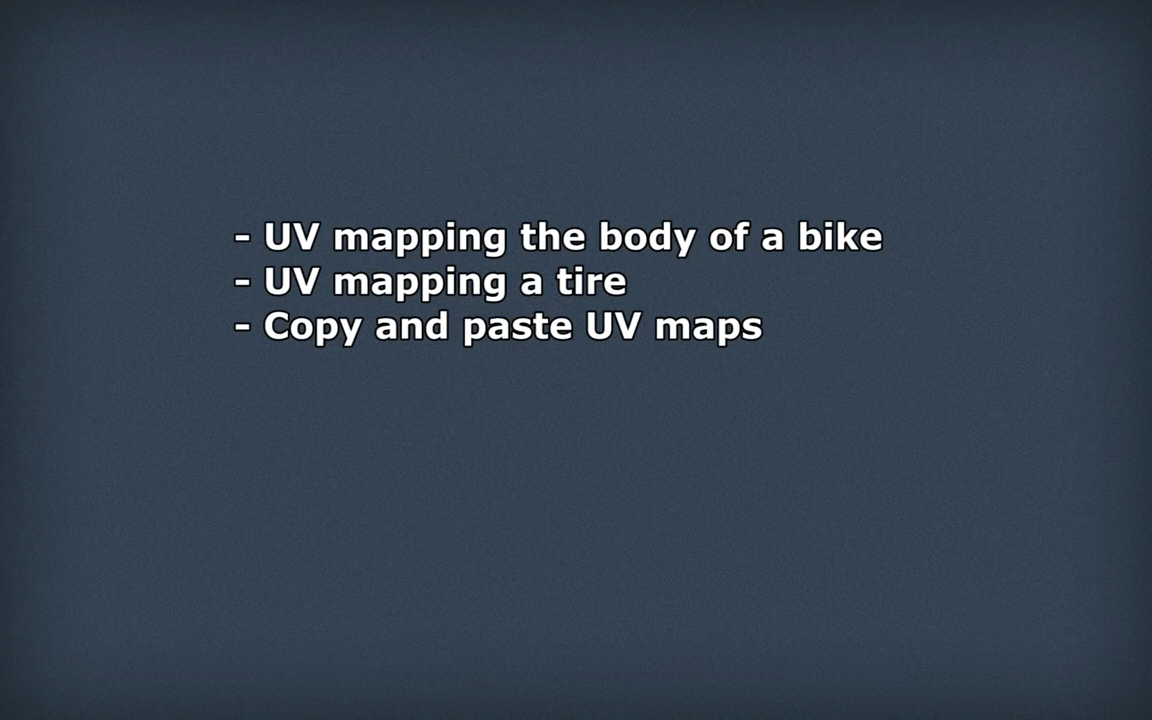 - UV mapping the body of a bike
- UV mapping a tire
- Copy and paste UV maps